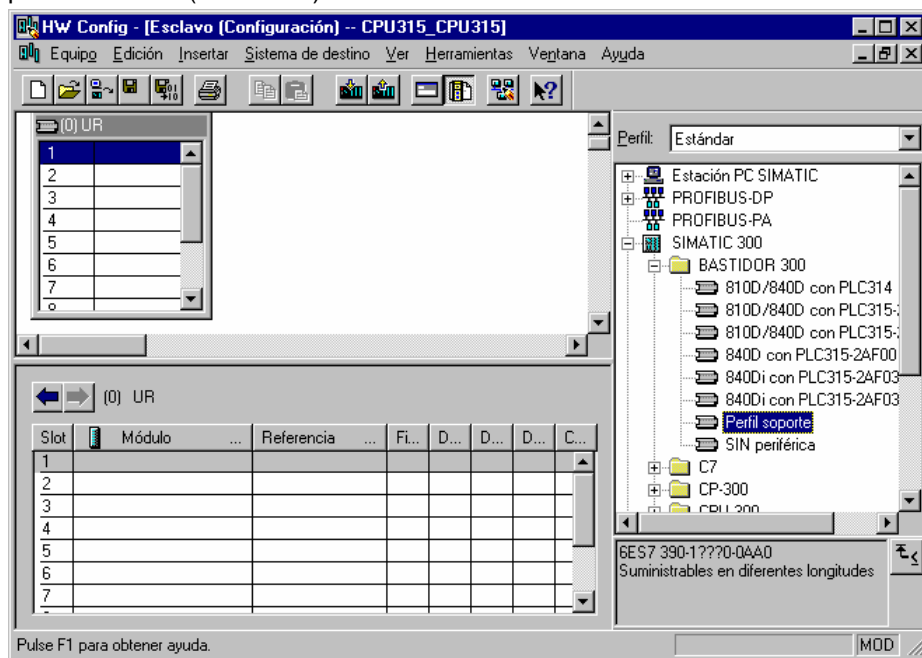 HW Config - [Esclavo (Configuración) -- CPU315_CPU315]
Equipo Edición Insertar Sistema de destino Ver Herramientas Ventana Ayuda
(0) UR
1
2
3
4
5
6
7
Perfil: Estándar
Estación PC SIMATIC
PROFIBUS-DP
PROFIBUS-PA
SIMATIC 300
BASTIDOR 300
810D/840D con PLC314
810D/840D con PLC315-
810D/840D con PLC315-
840D con PLC315-2AF00
840Di con PLC315-2AF03
840Di con PLC315-2AF03
Perfil soporte
SIN periférica
C7
CP-300
CPU 300
(0) UR
Slot Módulo ... Referencia ... Fi... D... D... D... C...
1
2
3
4
5
6
7
6ES7 390-1???0-0AA0
Suministrables en diferentes longitudes
Pulse F1 para obtener ayuda.
MOD